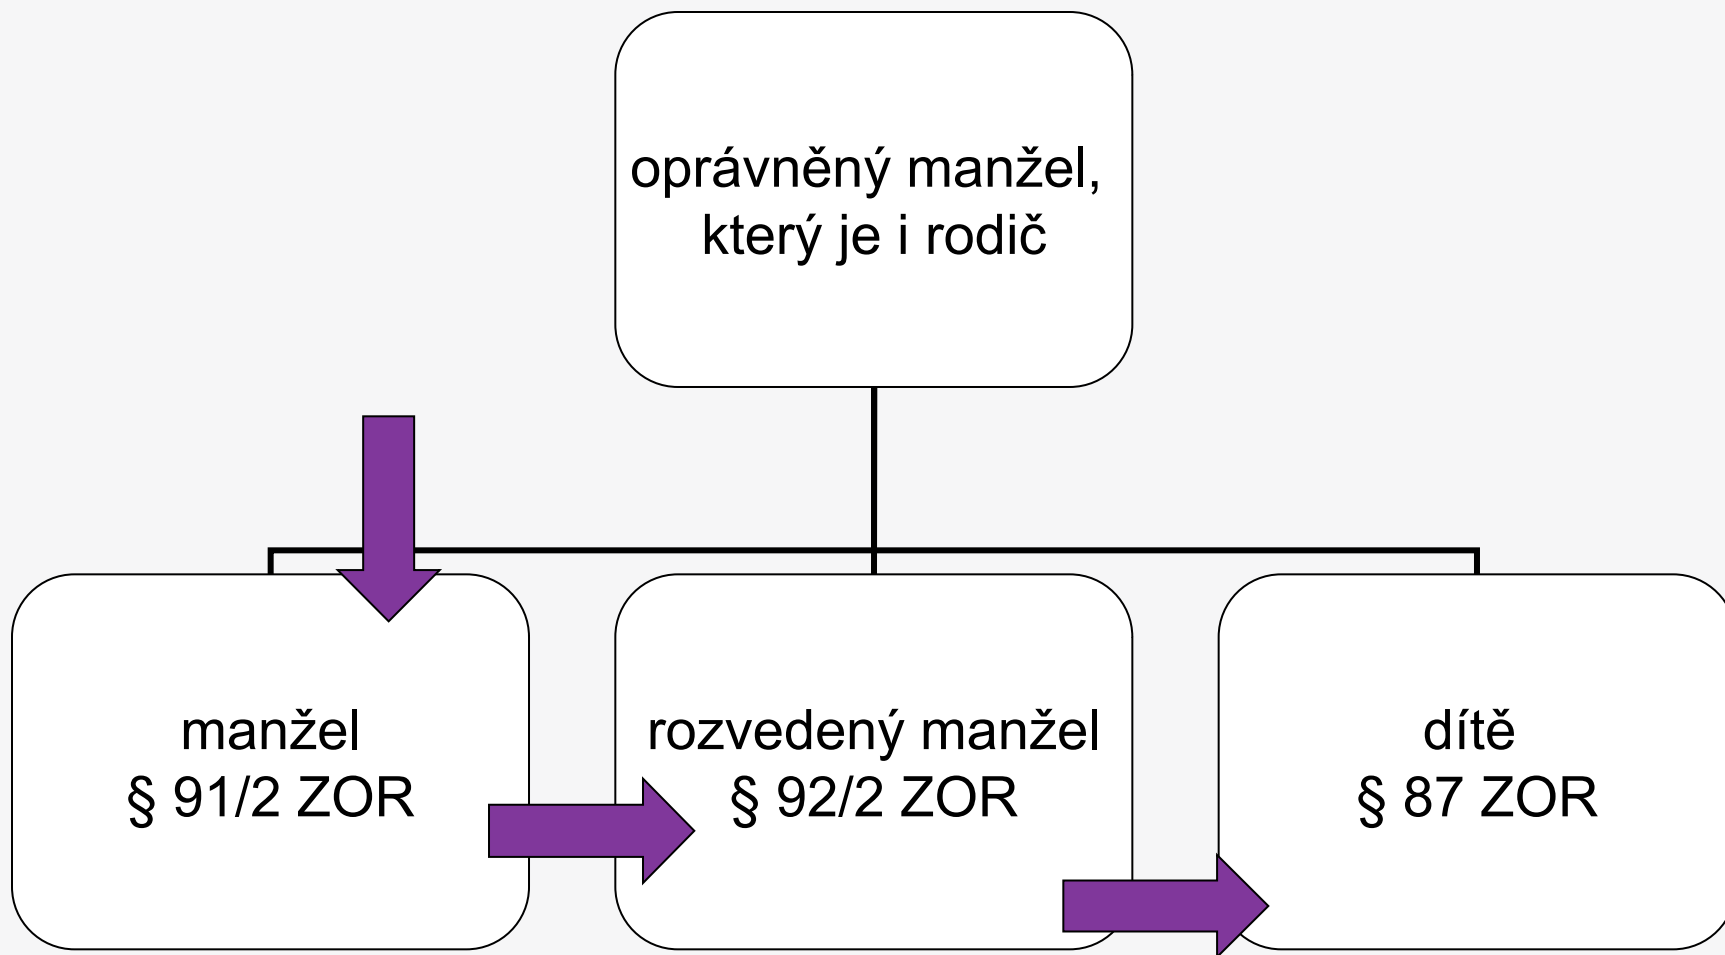 oprávněný manžel,
který je i rodič
manžel
§ 91/2 ZOR
rozvedený manžel
§ 92/2 ZOR
dítě
§ 87 ZOR